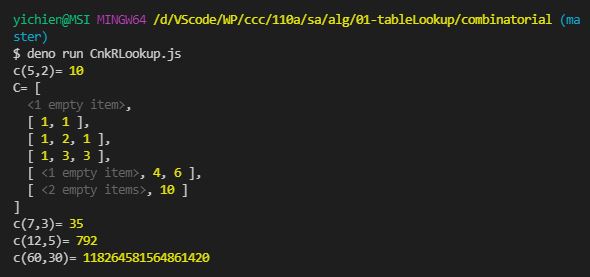 yichien@MSI MINGW64 /d/VScode/WP/ccc/110a/sa/alg/01-tableLookup/combinatorial (ma
ster)
$ deno run CnkRLookup.js
c(5,2)= 10
C= [
  <1 empty item>,
  [ 1, 1 ],
  [ 1, 2, 1 ],
  [ 1, 3, 3 ],
  [ <1 empty item>, 4, 6 ],
  [ <2 empty items>, 10 ]
]
c(7,3)= 35
c(12,5)= 792
c(60,30)= 118264581564861420